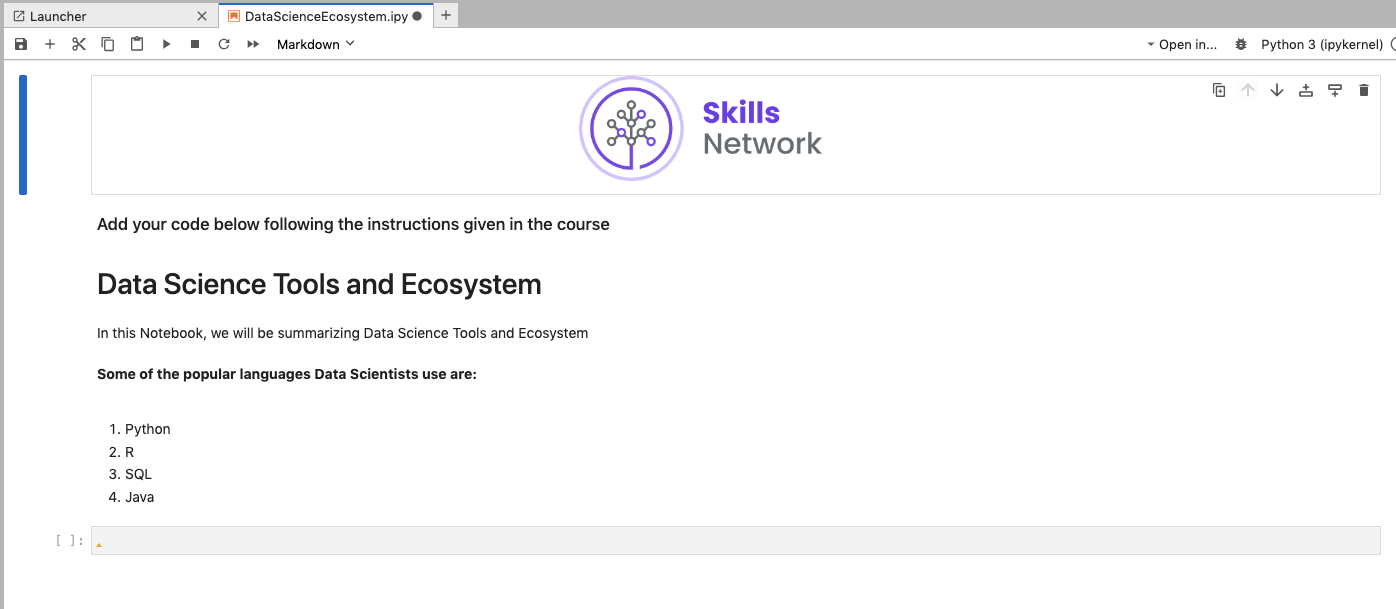 Launcher
DataScienceEcosystem.ipy
Markdown
Open in...
Python 3 (ipykernel)
Skills
Network
Add your code below following the instructions given in the course
Data Science Tools and Ecosystem
In this Notebook, we will be summarizing Data Science Tools and Ecosystem
Some of the popular languages Data Scientists use are:
1. Python
2. R
3. SQL
4. Java
[ ]: